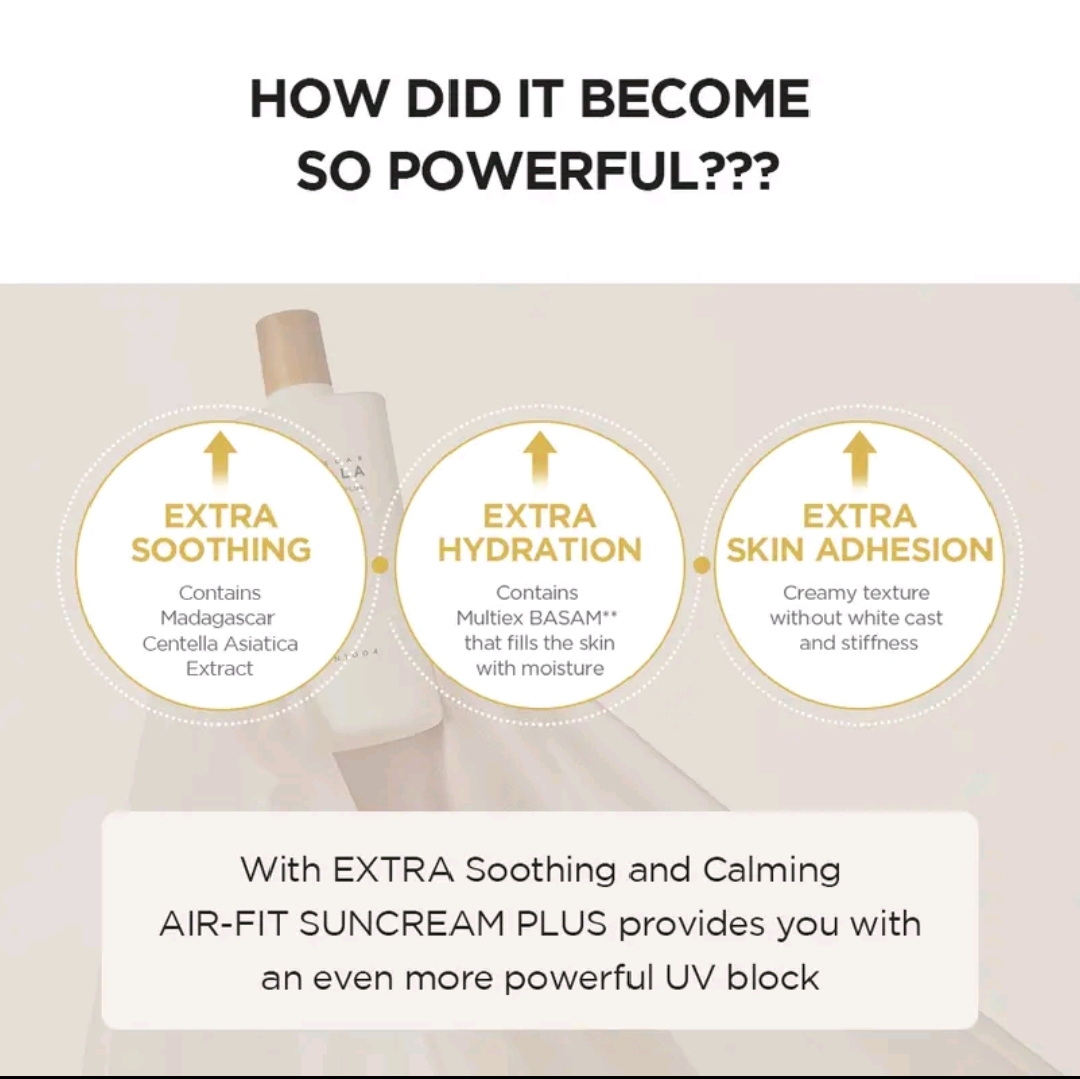 HOW DID IT BECOME
SO POWERFUL???
EXTRA
SOOTHING
Contains
Madagascar
Centella Asiatica
Extract
EXTRA
HYDRATION
Contains
Multiex BASAM**
that fills the skin
with moisture
EXTRA
SKIN ADHESION
Creamy texture
without white cast
and stiffness
With EXTRA Soothing and Calming
AIR-FIT SUNCREAM PLUS provides you with
an even more powerful UV block